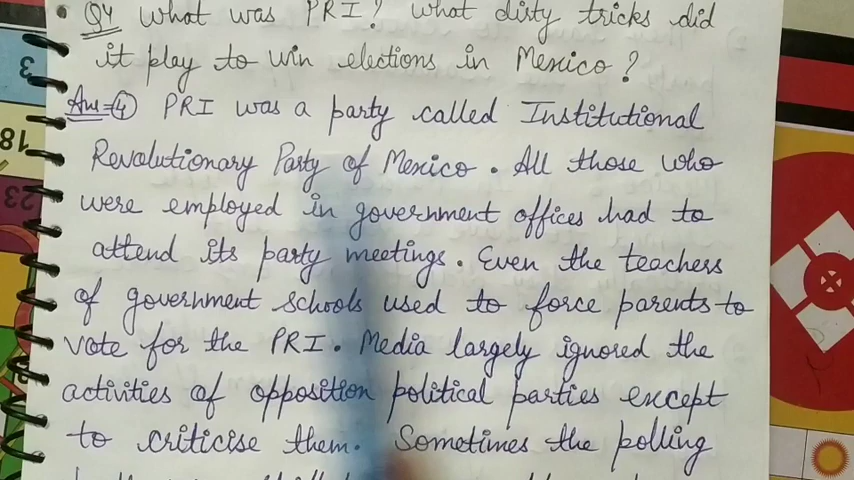 • Q4 What was PRI? What dirty tricks did
it play to win elections in Mexico?
Ans=4 PRI was a party called Institutional
Revolutionary Party of Mexico. All those who
were employed in government offices had to
attend its party meetings. Even the teachers
of government schools used to force parents to
vote for the PRI. Media largely ignored the
activities of opposition political parties except
to criticise them. Sometimes the polling
3
18
23